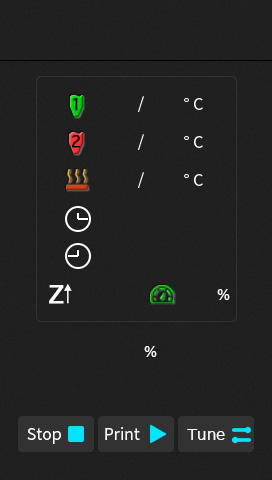 1 / °C
2 / °C
/ °C
Z %
%
Stop Print Tune